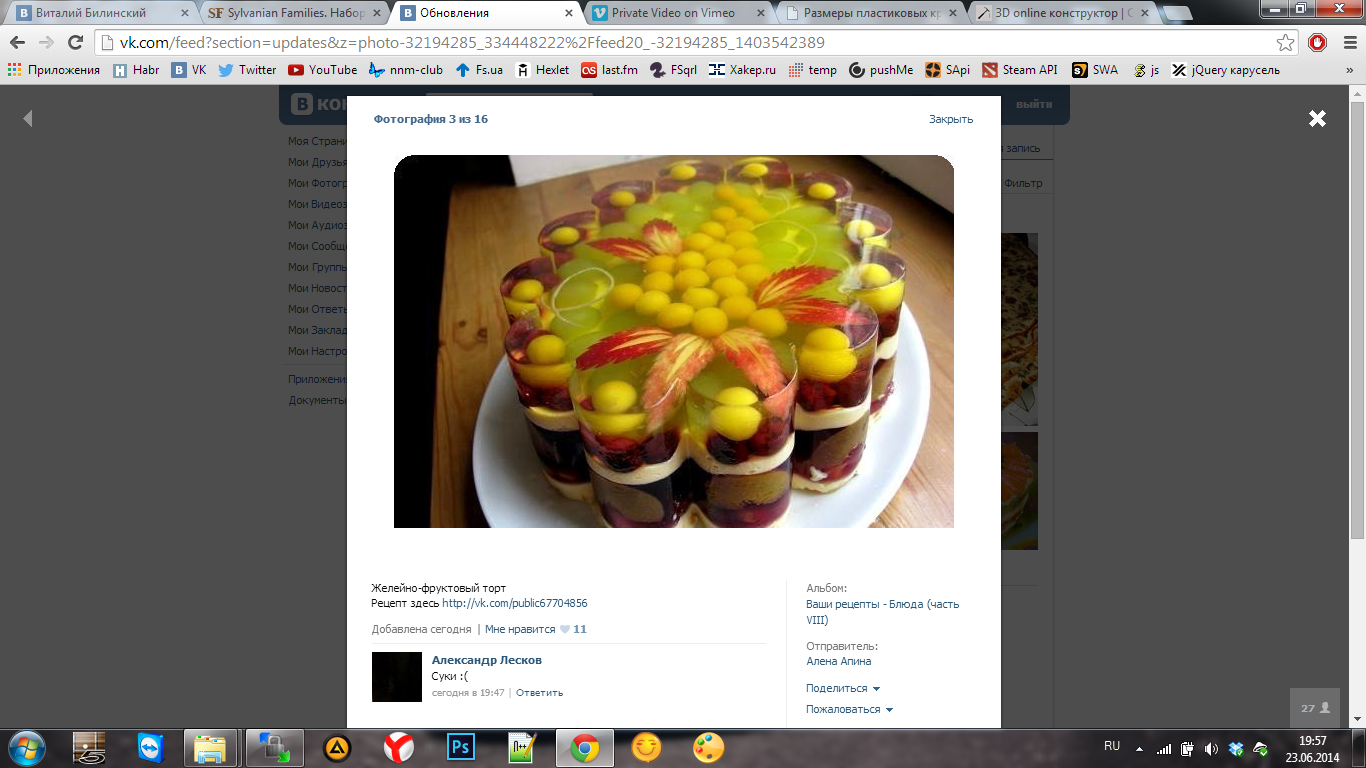 Виталий Билинский
Sylvanian Families. Набор
Обновления
Private Video on Vimeo
Размеры пластиковых кр
3D online конструктор | С
vk.com/feed?section=updates&z=photo-32194285_334448222%2Ffeed20_-32194285_1403542389
Приложения
Habr
VK
Twitter
YouTube
nnm-club
Fs.ua
Hexlet
last.fm
FSqrl
Xakep.ru
temp
pushMe
SApi
Steam API
SWA
js
jQuery карусель
»
выйти
Фотография 3 из 16
Закрыть
Моя Страни
Мои Друзья
Мои Фотогр
Мои Видеоз
Мои Аудиоз
Мои Сообще
Мои Группы
Мои Новост
Мои Ответы
Мои Заклад
Мои Настро
Приложения
Документы
я запись
Фильтр
Желейно-фруктовый торт
Рецепт здесь http://vk.com/public67704856
Добавлена сегодня | Мне нравится 11
Александр Лесков
Суки :(
сегодня в 19:47 | Ответить
Альбом:
Ваши рецепты - Блюда (часть
VIII)
Отправитель:
Алена Апина
Поделиться
Пожаловаться
27
RU
19:57
23.06.2014